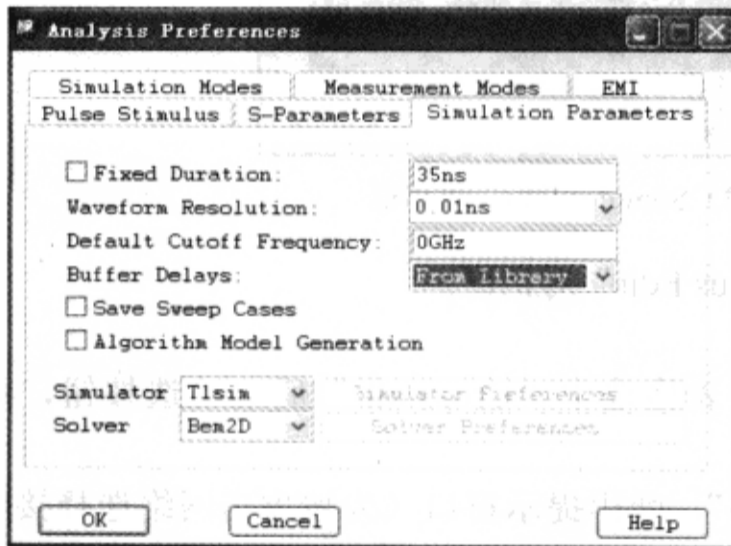 Analysis Preferences
Simulation Modes Measurement Modes EMI
Pulse Stimulus S-Parameters Simulation Parameters
Fixed Duration: 35ns
Waveform Resolution: 0.01ns
Default Cutoff Frequency: 0GHz
Buffer Delays: From Library
Save Sweep Cases
Algorithm Model Generation
Simulator Tlsim Simulator Preferences
Solver Bem2D Solver Preferences
OK Cancel Help